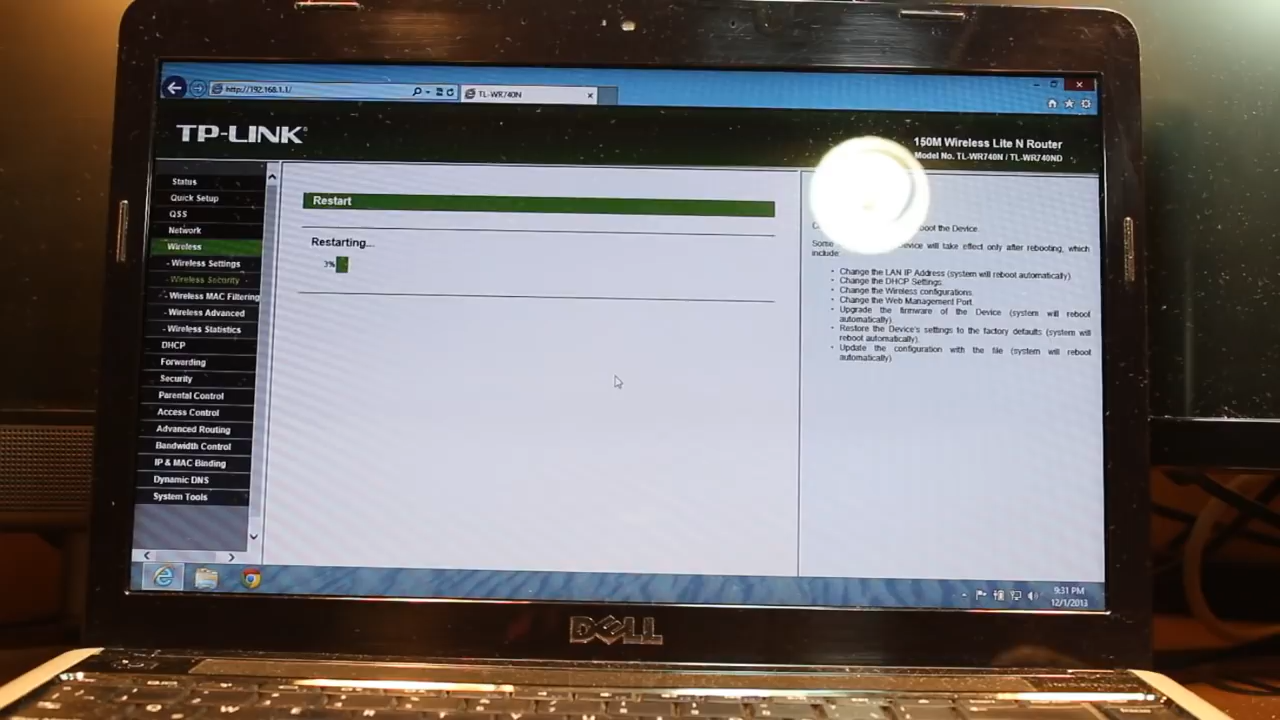 http://192.168.1.1/
TL-WR740N
TP-LINK®
150M Wireless Lite N Router
Model No. TL-WR740N / TL-WR740ND
Status
Quick Setup
QSS
Network
Wireless
- Wireless Settings
- Wireless Security
- Wireless MAC Filtering
- Wireless Advanced
- Wireless Statistics
DHCP
Forwarding
Security
Parental Control
Access Control
Advanced Routing
Bandwidth Control
IP & MAC Binding
Dynamic DNS
System Tools
Restart
Restarting...
3%
the Device.
Some will take effect only after rebooting, which
include:
• Change the LAN IP Address (system will reboot automatically).
• Change the DHCP Settings.
• Change the Wireless configurations.
• Change the Web Management Port.
• Upgrade the firmware of the Device (system will reboot
automatically).
• Restore the Device's settings to the factory defaults (system will
reboot automatically).
• Update the configuration with the file (system will reboot
automatically)
9:31 PM
12/1/2013
DELL